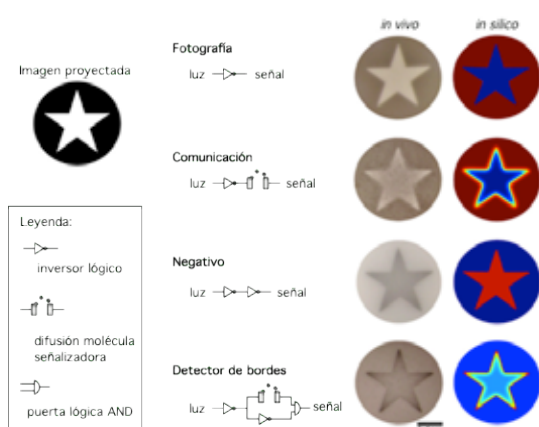 in vivo in silico
Fotografía
luz señal
Imagen proyectada
Comunicación
luz señal
Leyenda:
inversor lógico
difusión molécula
señalizadora
puerta lógica AND
Negativo
luz señal
Detector de bordes
luz señal